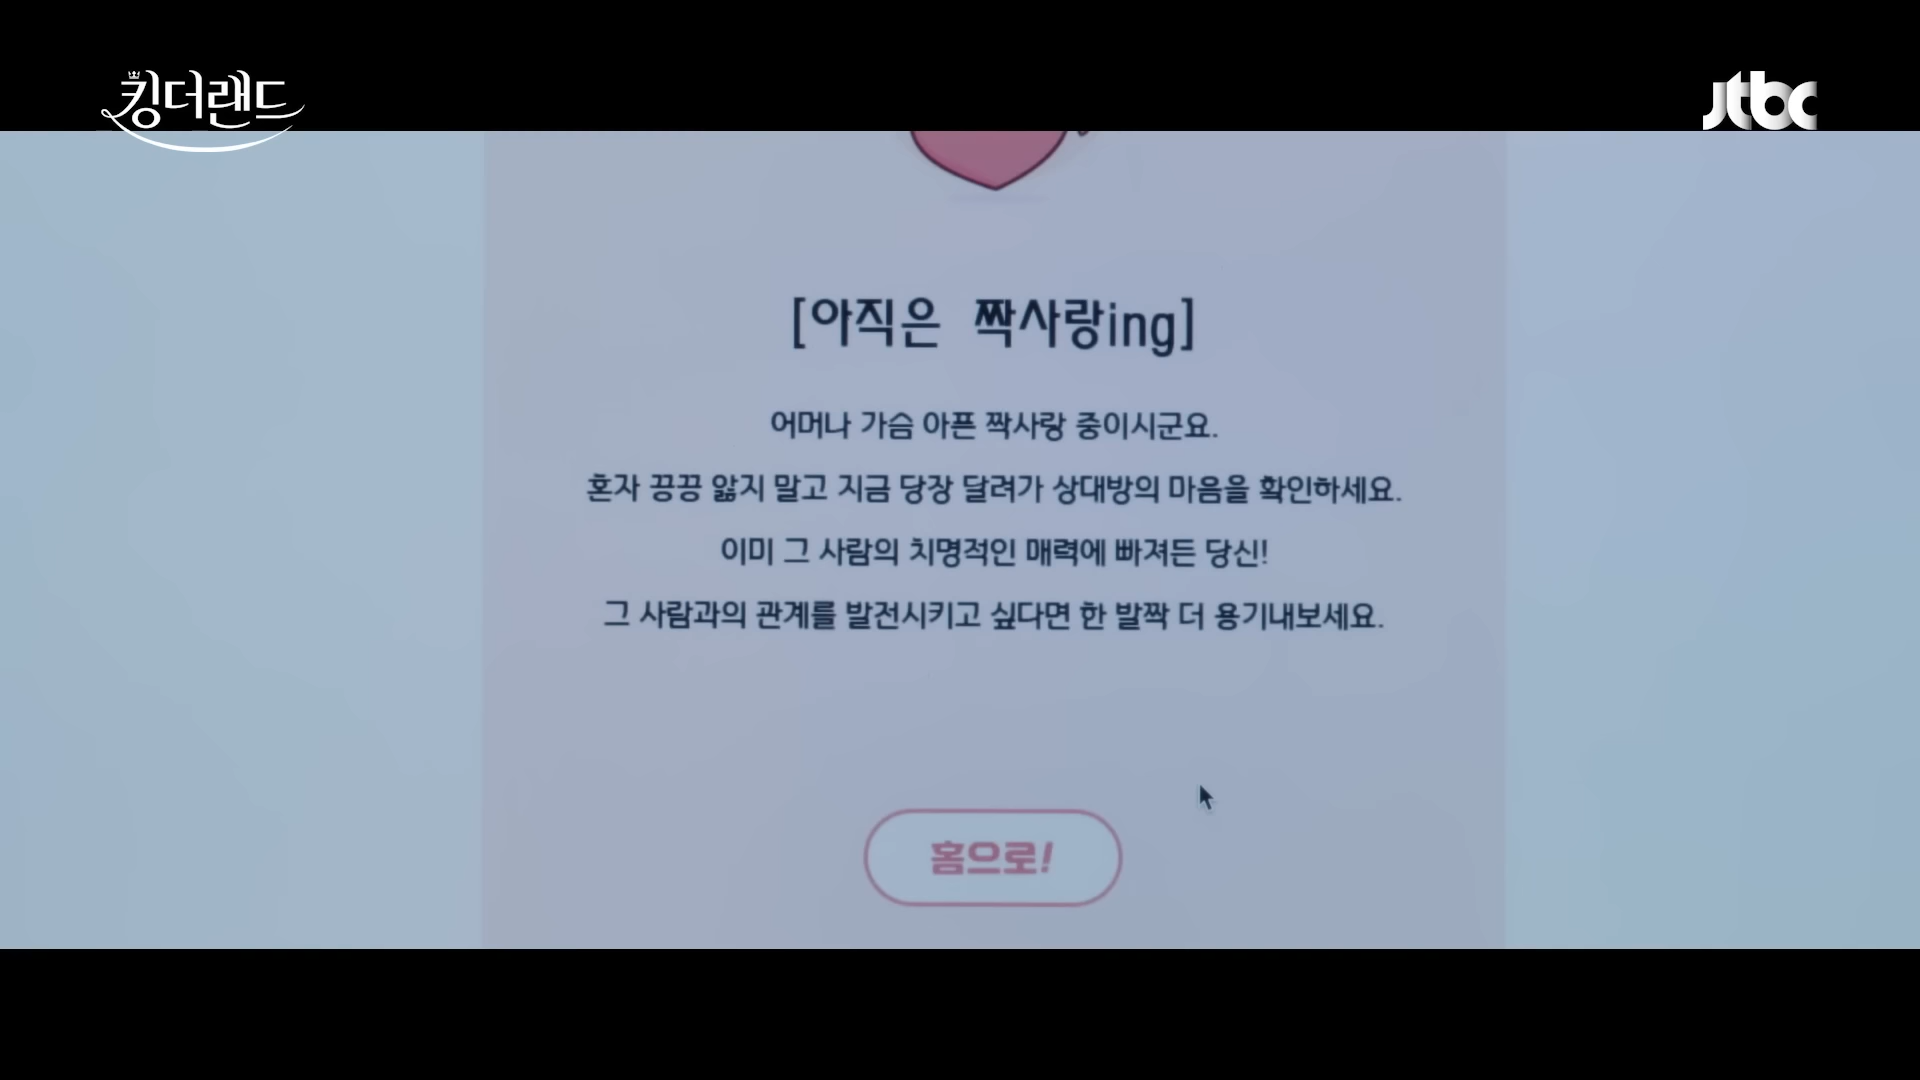 킹더랜드
jtbc
[아직은 짝사랑ing]
어머나 가슴 아픈 짝사랑 중이시군요.
혼자 끙끙 앓지 말고 지금 당장 달려가 상대방의 마음을 확인하세요.
이미 그 사람의 치명적인 매력에 빠져든 당신!
그 사람과의 관계를 발전시키고 싶다면 한 발짝 더 용기내보세요.
홈으로!